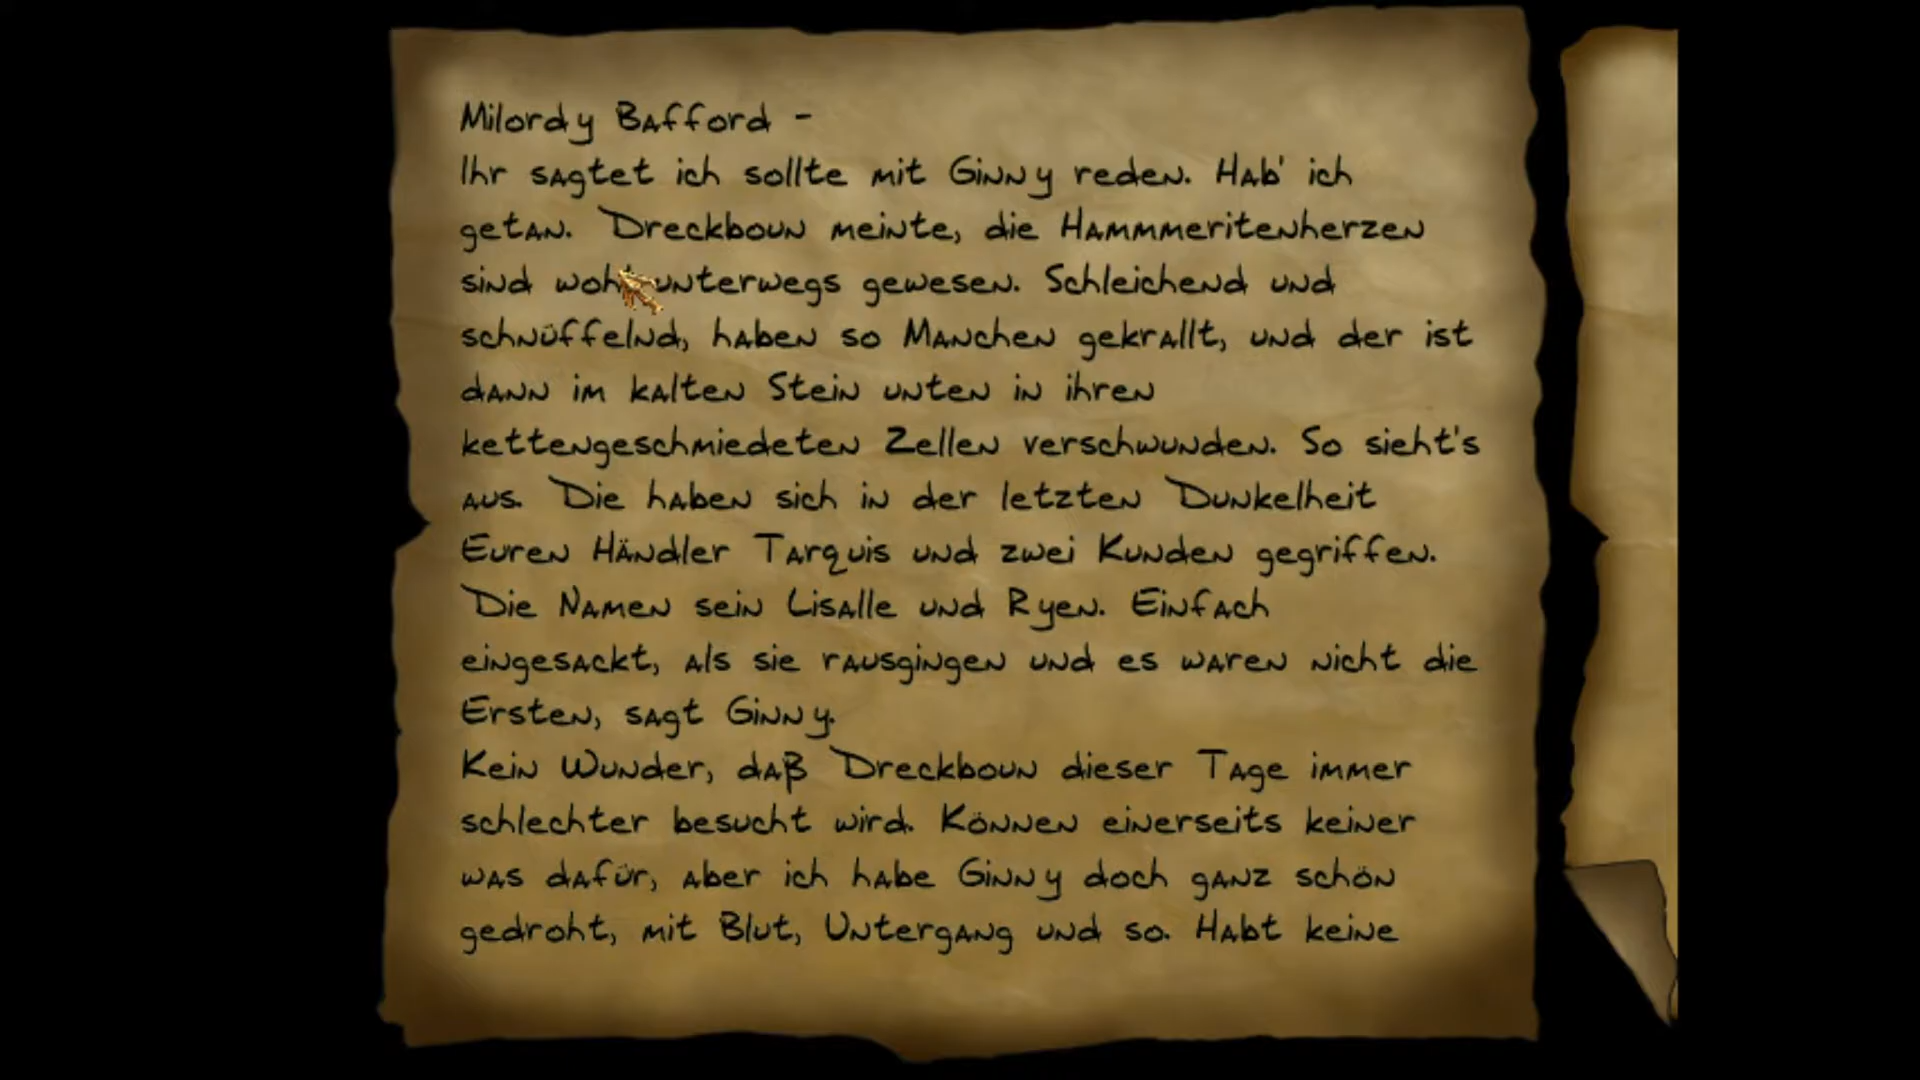 Milordy Bafford -
Ihr sagtet ich sollte mit Ginny reden. Hab' ich
getan. Dreckboun meinte, die Hammmeritenherzen
sind wohl unterwegs gewesen. Schleichend und
schnüffelnd, haben so Manchen gekrallt, und der ist
dann im kalten Stein unten in ihren
kettengeschmiedeten Zellen verschwunden. So sieht's
aus. Die haben sich in der letzten Dunkelheit
Euren Händler Tarquis und zwei Kunden gegriffen.
Die Namen sein Lisalle und Ryen. Einfach
eingesackt, als sie rausgingen und es waren nicht die
Ersten, sagt Ginny.
Kein Wunder, daß Dreckboun dieser Tage immer
schlechter besucht wird. Können einerseits keiner
was dafür, aber ich habe Ginny doch ganz schön
gedroht, mit Blut, Untergang und so. Habt keine